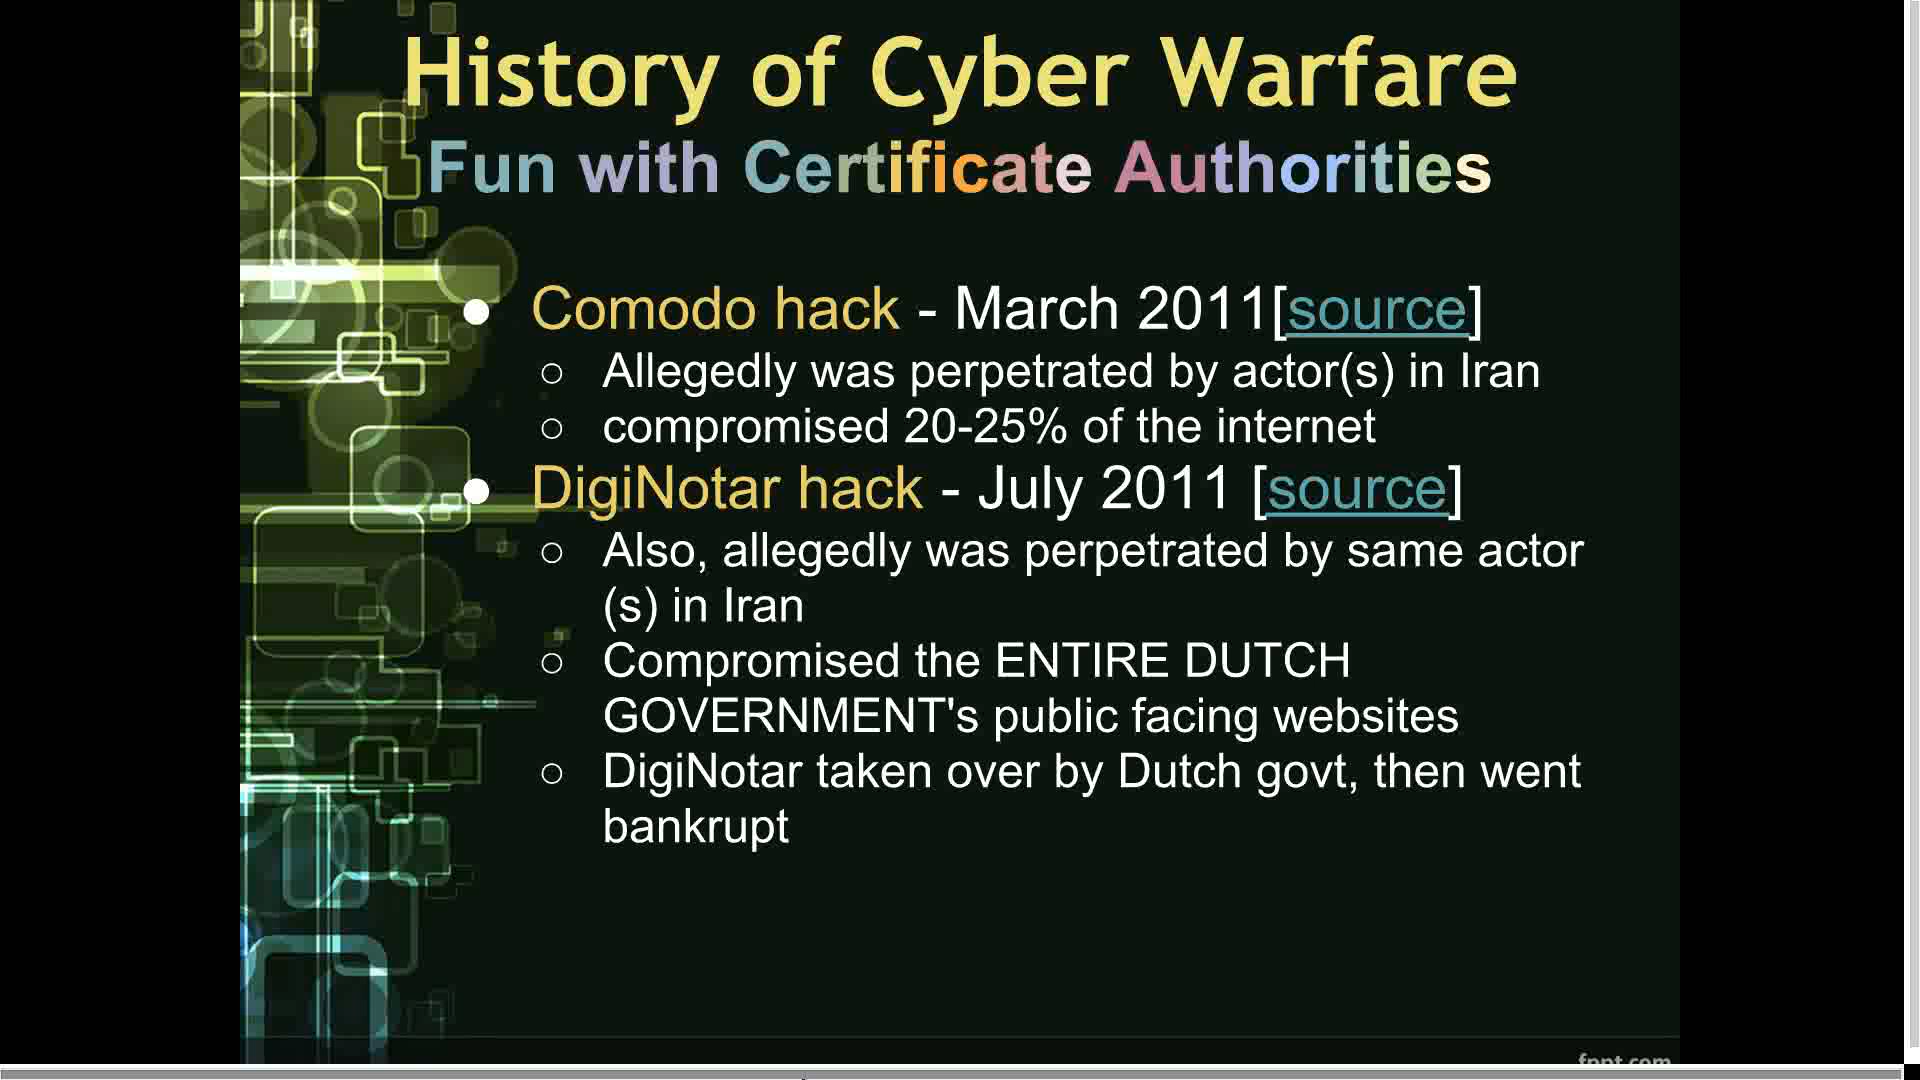 History of Cyber Warfare
Fun with Certificate Authorities
● Comodo hack - March 2011[source]
○ Allegedly was perpetrated by actor(s) in Iran
○ compromised 20-25% of the internet
● DigiNotar hack - July 2011 [source]
○ Also, allegedly was perpetrated by same actor
(s) in Iran
○ Compromised the ENTIRE DUTCH
GOVERNMENT's public facing websites
○ DigiNotar taken over by Dutch govt, then went
bankrupt
fppt.com